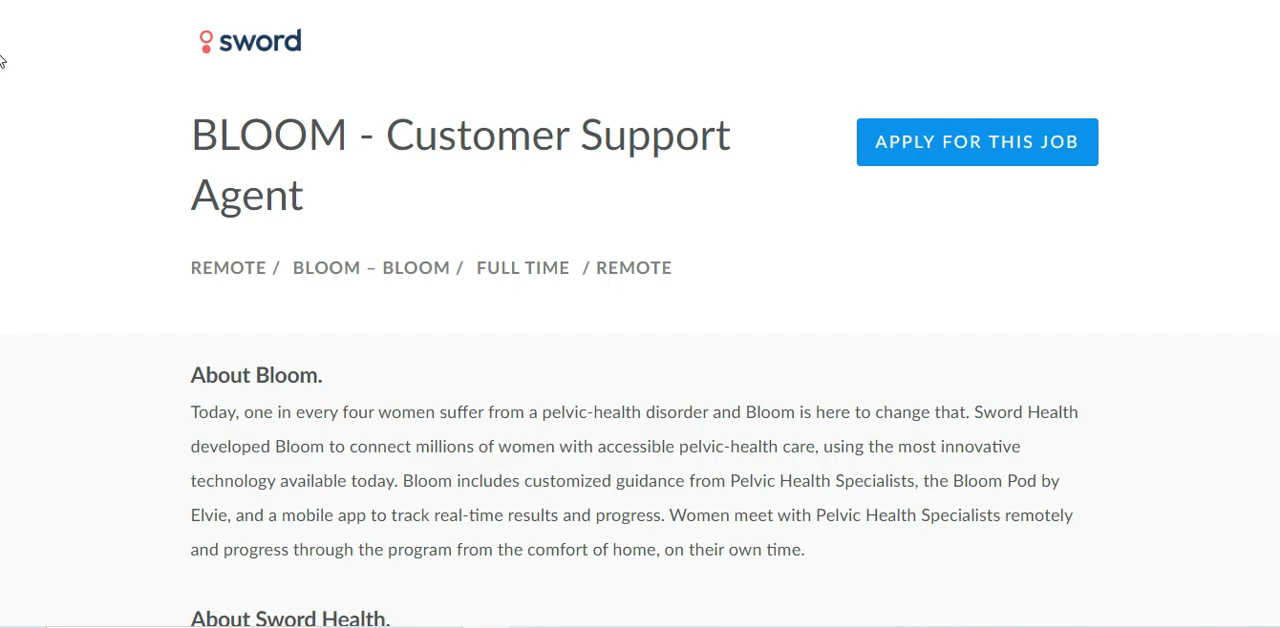 sword
BLOOM - Customer Support
Agent
APPLY FOR THIS JOB
REMOTE / BLOOM – BLOOM / FULL TIME / REMOTE
About Bloom.
Today, one in every four women suffer from a pelvic-health disorder and Bloom is here to change that. Sword Health
developed Bloom to connect millions of women with accessible pelvic-health care, using the most innovative
technology available today. Bloom includes customized guidance from Pelvic Health Specialists, the Bloom Pod by
Elvie, and a mobile app to track real-time results and progress. Women meet with Pelvic Health Specialists remotely
and progress through the program from the comfort of home, on their own time.
About Sword Health.